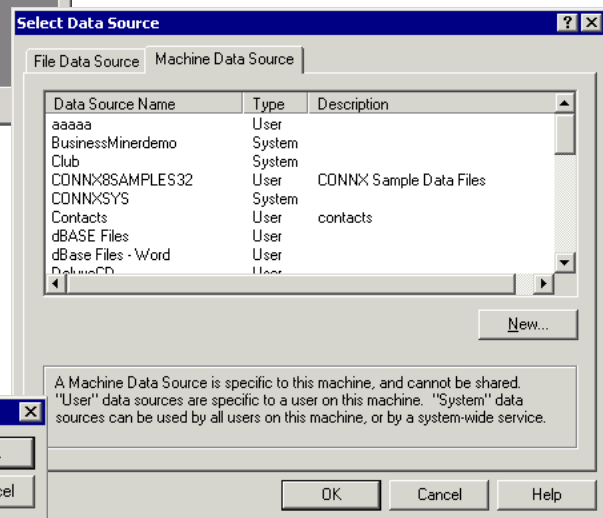 Select Data Source
File Data Source Machine Data Source
Data Source Name Type Description
aaaaa User
BusinessMinerdemo System
Club System
CONNX8SAMPLES32 User CONNX Sample Data Files
CONNXSYS System
Contacts User contacts
dBASE Files User
dBase Files - Word User
DeluxeCD User
New...
A Machine Data Source is specific to this machine, and cannot be shared.
"User" data sources are specific to a user on this machine. "System" data
sources can be used by all users on this machine, or by a system-wide service.
cel
OK Cancel Help